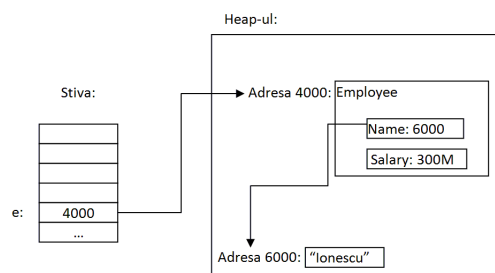 Heap-ul:
Stiva:
Adresa 4000: Employee
Name: 6000
Salary: 300M
e: 4000
...
Adresa 6000: "Ionescu"